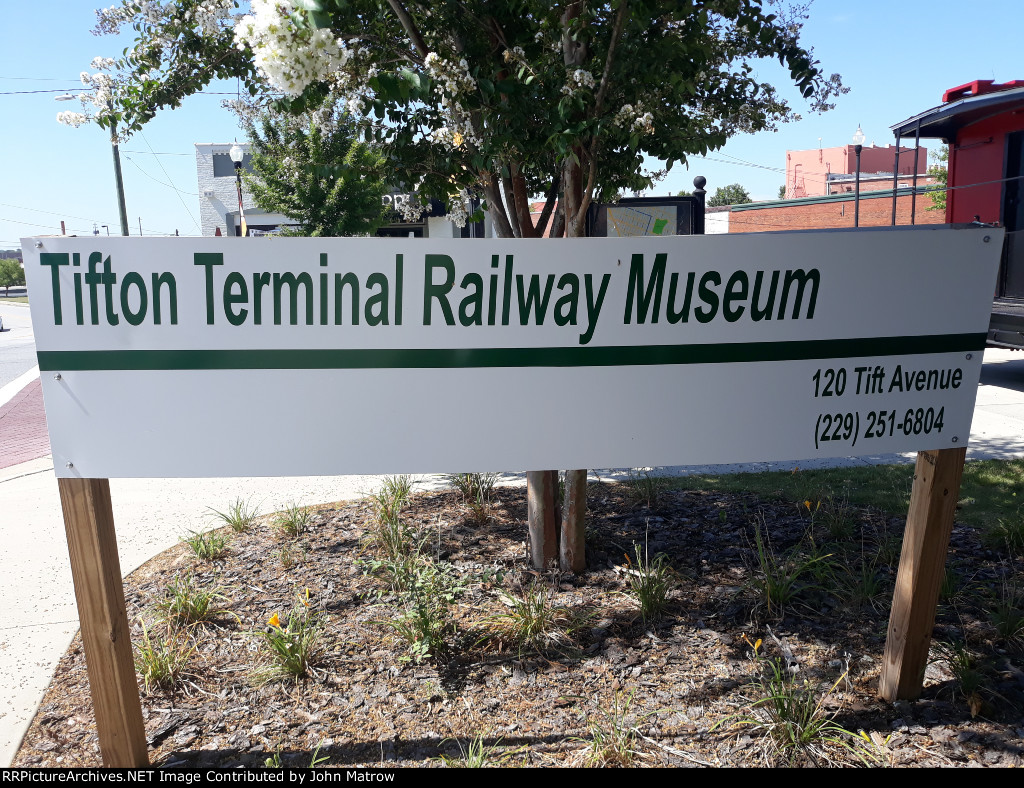 Tifton Terminal Railway Museum
120 Tift Avenue
(229) 251-6804
RRPictureArchives.NET Image Contributed by John Matrow